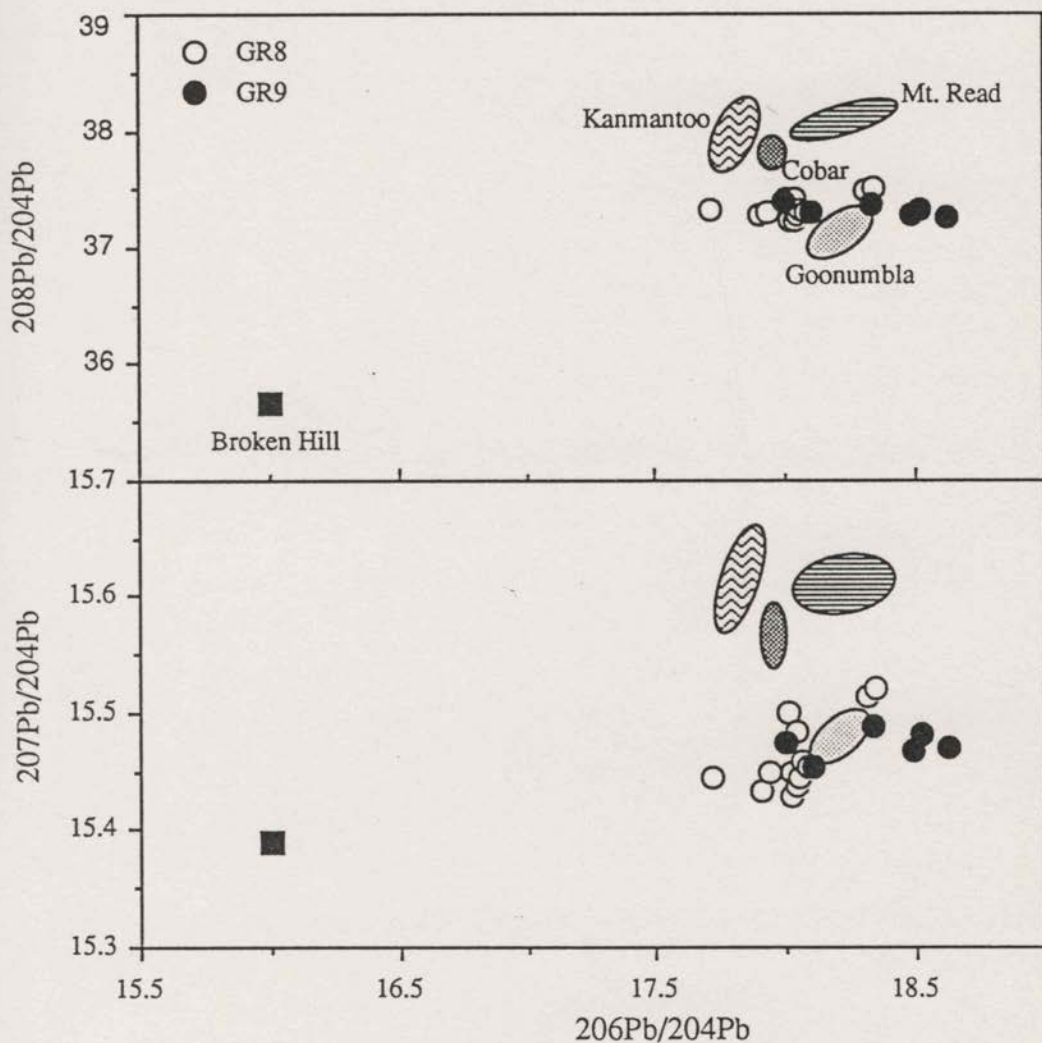 39
GR8
GR9
38
37
36
15.7
208Pb/204Pb
Kanmantoo
Mt. Read
Cobar
Goonumbla
Broken Hill
15.6
15.5
15.4
15.3
207Pb/204Pb
15.5
16.5
17.5
18.5
206Pb/204Pb